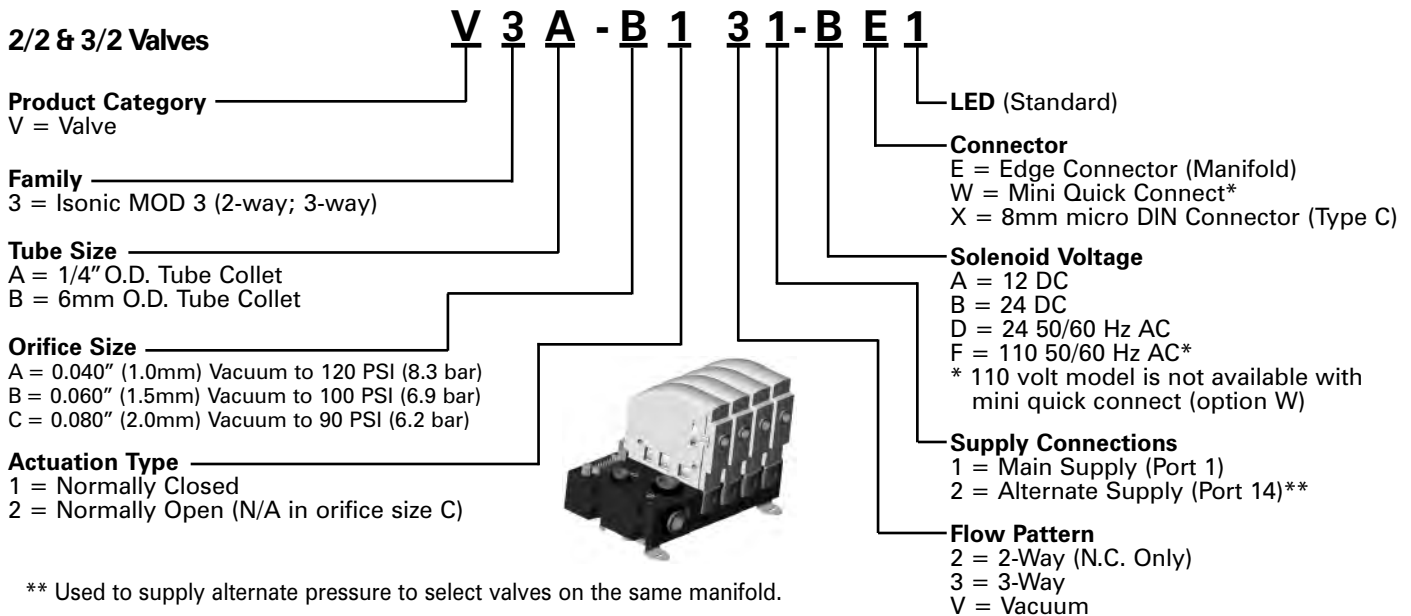 2/2 & 3/2 Valves
V 3 A - B 1 3 1 - B E 1
Product Category
V = Valve
Family
3 = Isonic MOD 3 (2-way; 3-way)
Tube Size
A = 1/4" O.D. Tube Collet
B = 6mm O.D. Tube Collet
Orifice Size
A = 0.040" (1.0mm) Vacuum to 120 PSI (8.3 bar)
B = 0.060" (1.5mm) Vacuum to 100 PSI (6.9 bar)
C = 0.080" (2.0mm) Vacuum to 90 PSI (6.2 bar)
Actuation Type
1 = Normally Closed
2 = Normally Open (N/A in orifice size C)
** Used to supply alternate pressure to select valves on the same manifold.
LED (Standard)
Connector
E = Edge Connector (Manifold)
W = Mini Quick Connect*
X = 8mm micro DIN Connector (Type C)
Solenoid Voltage
A = 12 DC
B = 24 DC
D = 24 50/60 Hz AC
F = 110 50/60 Hz AC*
* 110 volt model is not available with
mini quick connect (option W)
Supply Connections
1 = Main Supply (Port 1)
2 = Alternate Supply (Port 14)**
Flow Pattern
2 = 2-Way (N.C. Only)
3 = 3-Way
V = Vacuum